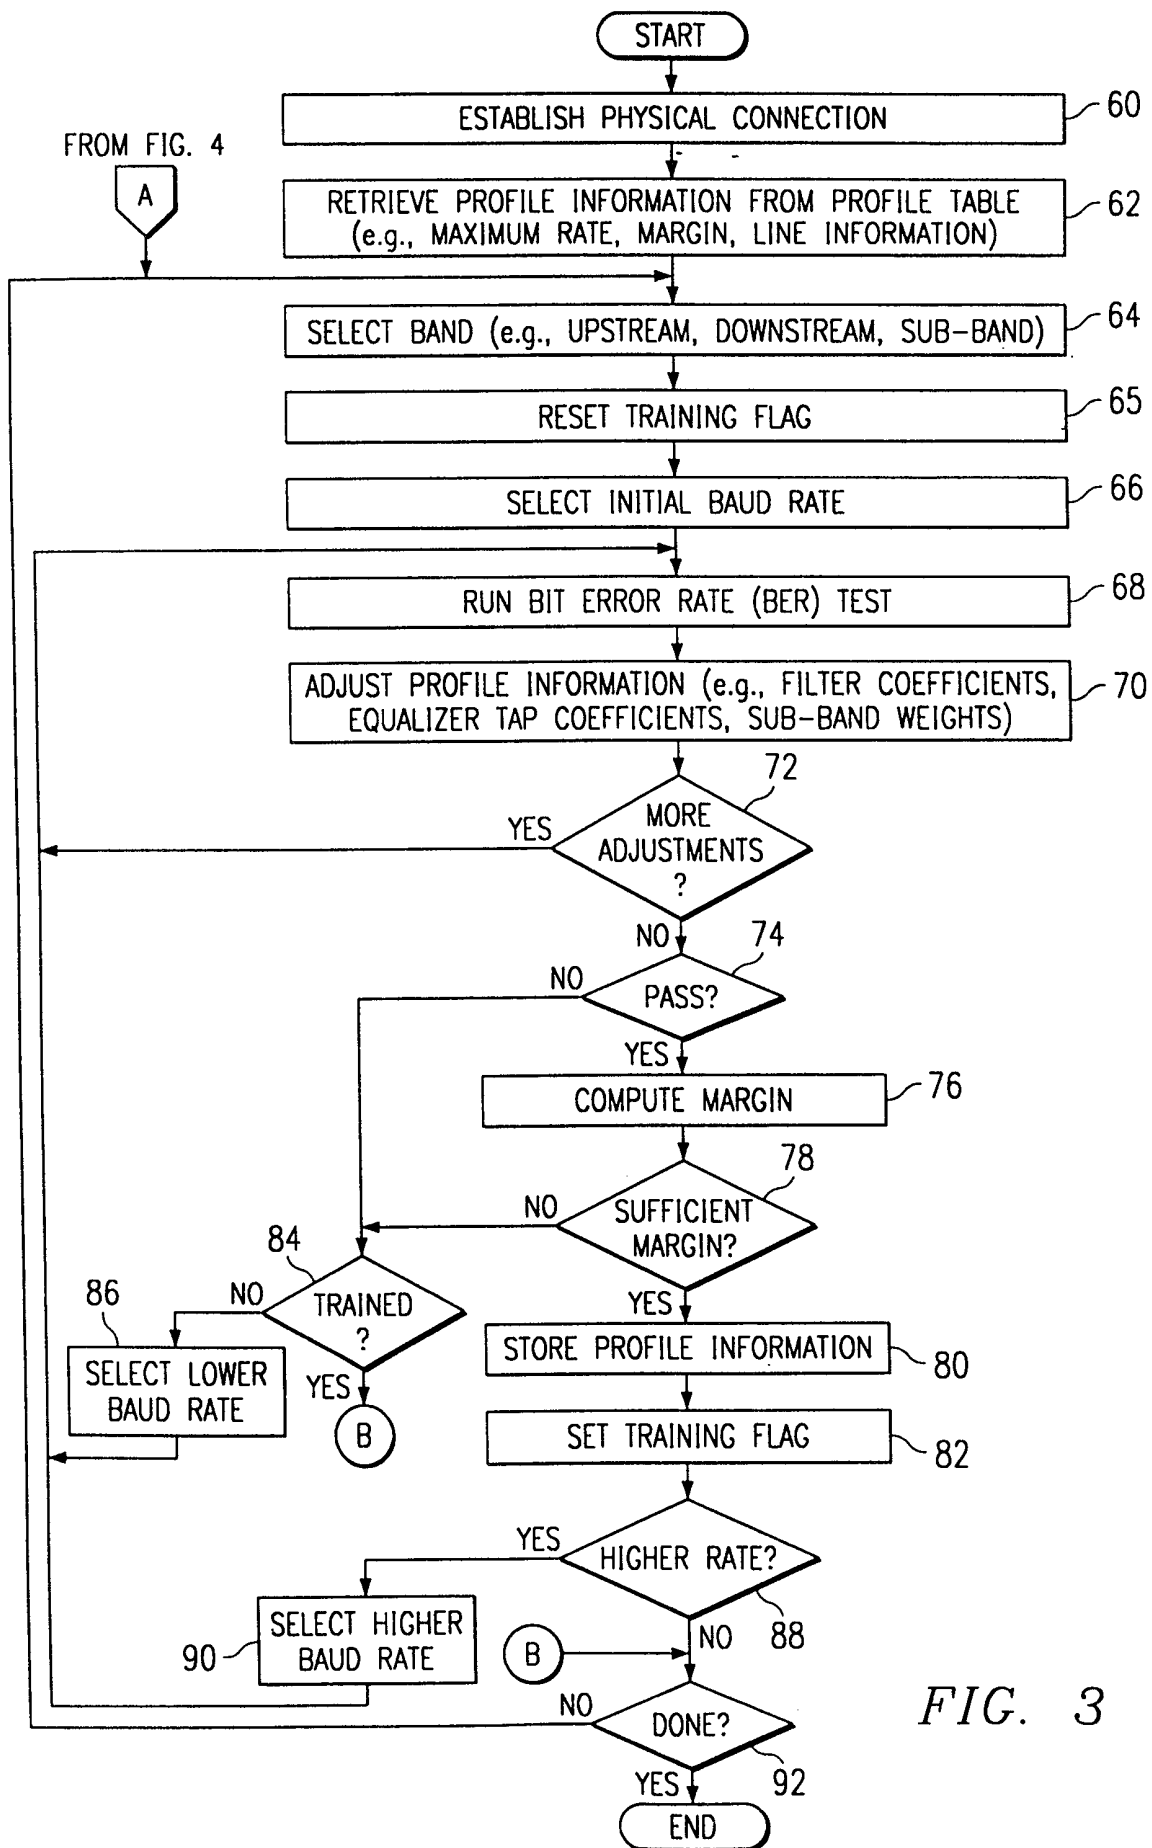 START
ESTABLISH PHYSICAL CONNECTION
60
FROM FIG. 4
A
RETRIEVE PROFILE INFORMATION FROM PROFILE TABLE
(e.g., MAXIMUM RATE, MARGIN, LINE INFORMATION)
62
SELECT BAND (e.g., UPSTREAM, DOWNSTREAM, SUB-BAND)
64
RESET TRAINING FLAG
65
SELECT INITIAL BAUD RATE
66
RUN BIT ERROR RATE (BER) TEST
68
ADJUST PROFILE INFORMATION (e.g., FILTER COEFFICIENTS,
EQUALIZER TAP COEFFICIENTS, SUB-BAND WEIGHTS)
70
72
MORE
ADJUSTMENTS
?
YES
NO
74
PASS?
NO
YES
COMPUTE MARGIN
76
78
SUFFICIENT
MARGIN?
NO
YES
84
TRAINED
?
NO
YES
86
SELECT LOWER
BAUD RATE
B
STORE PROFILE INFORMATION
80
SET TRAINING FLAG
82
HIGHER RATE?
YES
88
NO
SELECT HIGHER
BAUD RATE
90
B
DONE?
NO
92
YES
END
FIG. 3